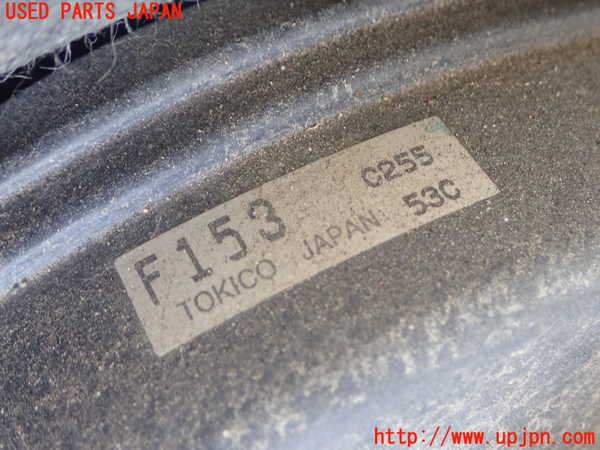 USED PARTS JAPAN
F153 C255
TOKICO JAPAN 53C
http://www.upjpn.com